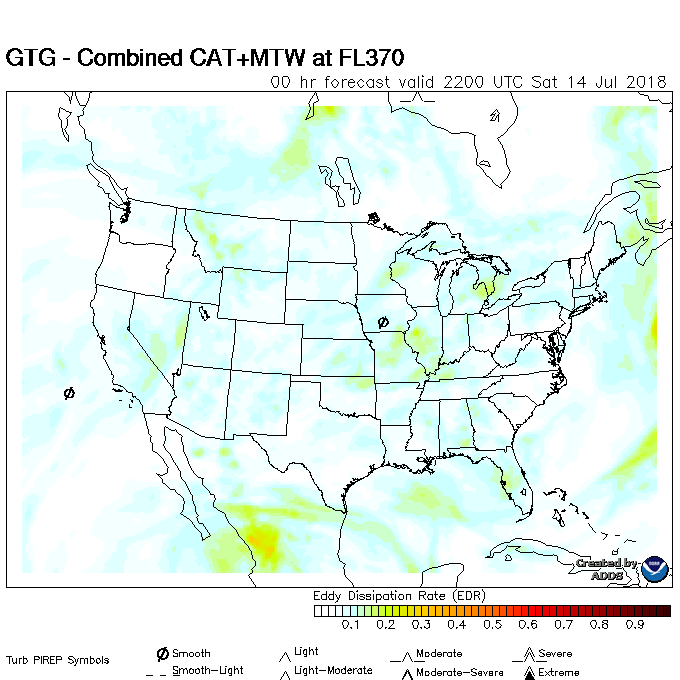 GTG - Combined CAT+MTW at FL370
00 hr forecast valid 2200 UTC Sat 14 Jul 2018
Created by
ADDS
Eddy Dissipation Rate (EDR)
0.1 0.2 0.3 0.4 0.5 0.6 0.7 0.8 0.9
Turb PIREP Symbols
Smooth Light Moderate Severe
Smooth-Light Light-Moderate Moderate-Severe Extreme